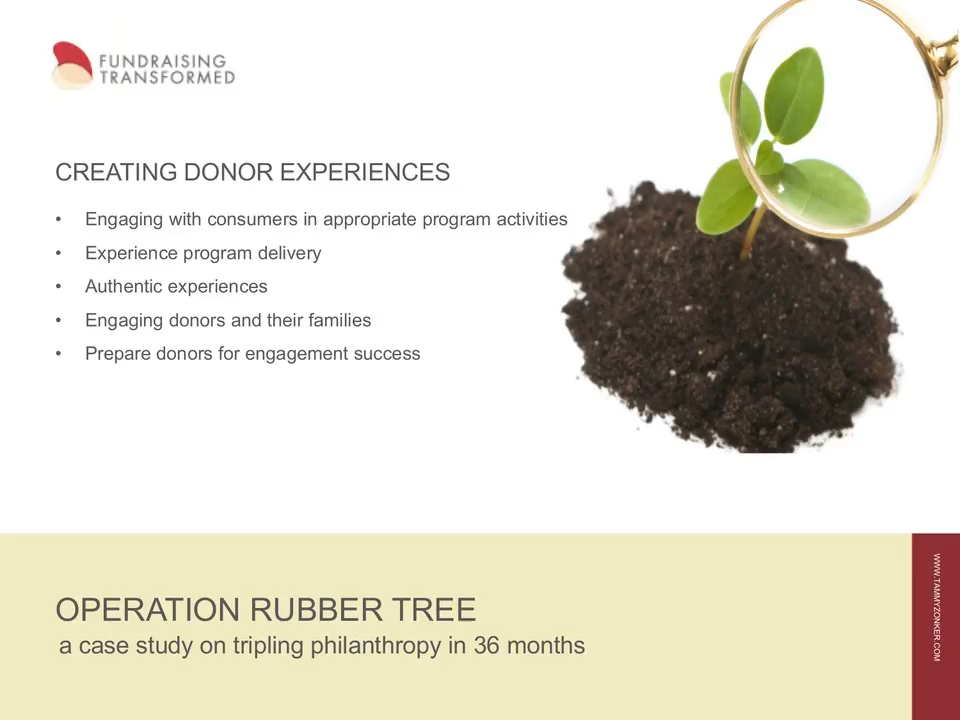 FUNDRAISING
TRANSFORMED
CREATING DONOR EXPERIENCES
• Engaging with consumers in appropriate program activities
• Experience program delivery
• Authentic experiences
• Engaging donors and their families
• Prepare donors for engagement success
OPERATION RUBBER TREE
a case study on tripling philanthropy in 36 months
WWW.TAMMYZONKER.COM